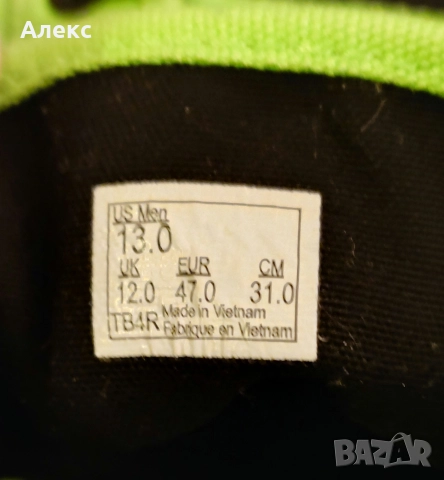 Алекс
US Men
13.0
UK EUR CM
12.0 47.0 31.0
TB4R Made in Vietnam
Fabrique en Vietnam
BAZAR